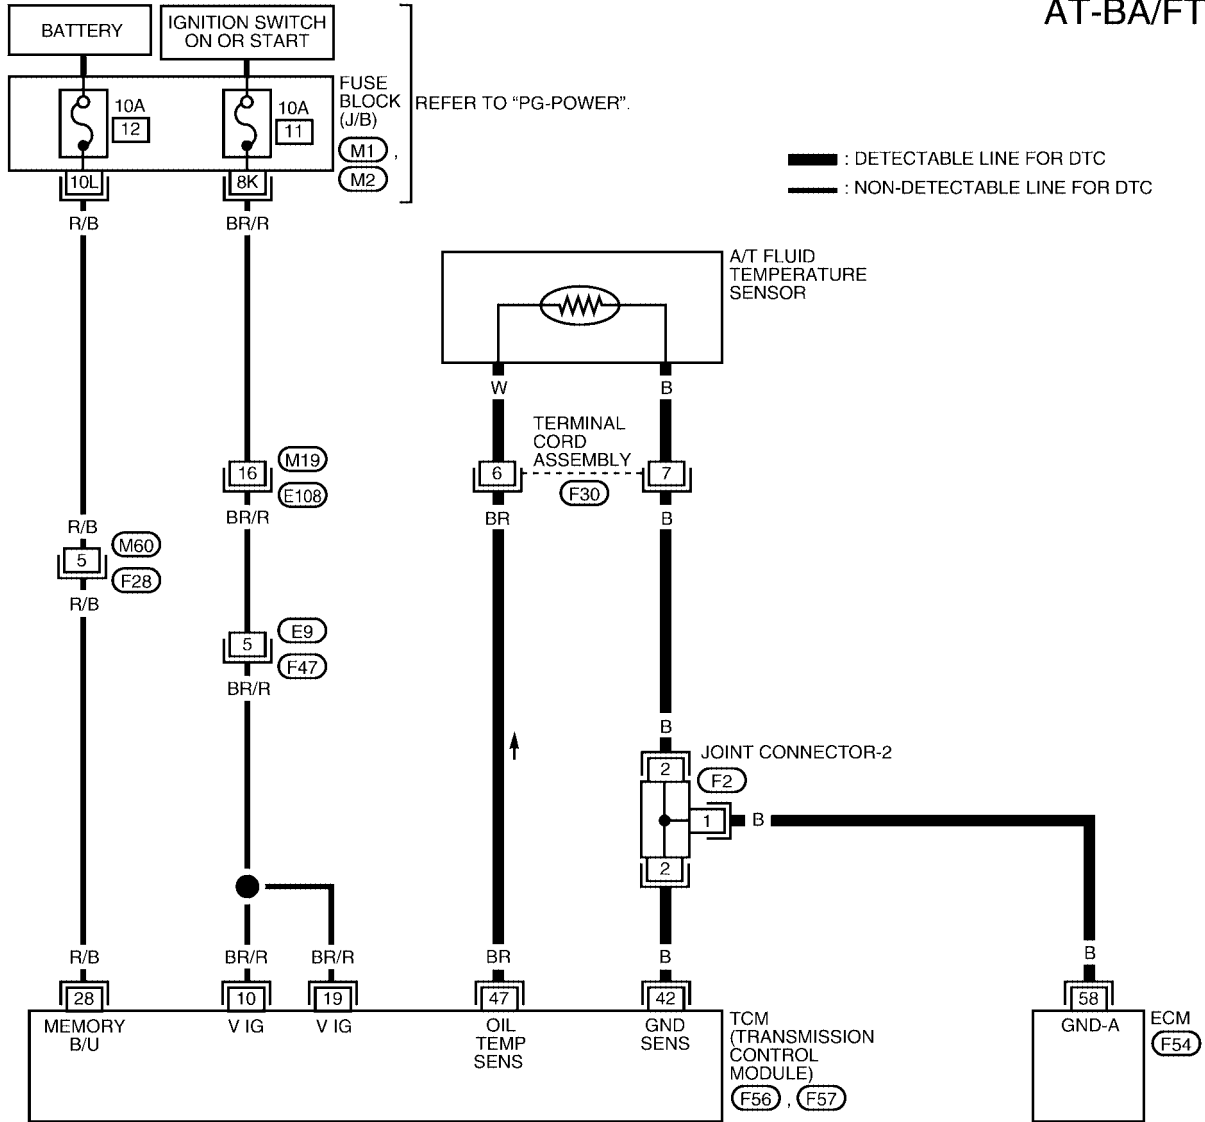 AT-BA/FT
BATTERY
IGNITION SWITCH
ON OR START
FUSE
BLOCK
(J/B)
REFER TO “PG-POWER”.
10A
12
10A
11
M1 ,
M2
10L
8K
R/B
BR/R
: DETECTABLE LINE FOR DTC
: NON-DETECTABLE LINE FOR DTC
A/T FLUID
TEMPERATURE
SENSOR
W
B
TERMINAL
CORD
ASSEMBLY
6
7
F30
BR
B
16
M19
E108
BR/R
R/B
5
M60
F28
R/B
5
E9
F47
BR/R
B
JOINT CONNECTOR-2
2
F2
1
B
2
R/B
BR/R
BR/R
BR
B
B
28
10
19
47
42
58
MEMORY
B/U
V IG
V IG
OIL
TEMP
SENS
GND
SENS
TCM
(TRANSMISSION
CONTROL
MODULE)
F56 , F57
GND-A
ECM
F54